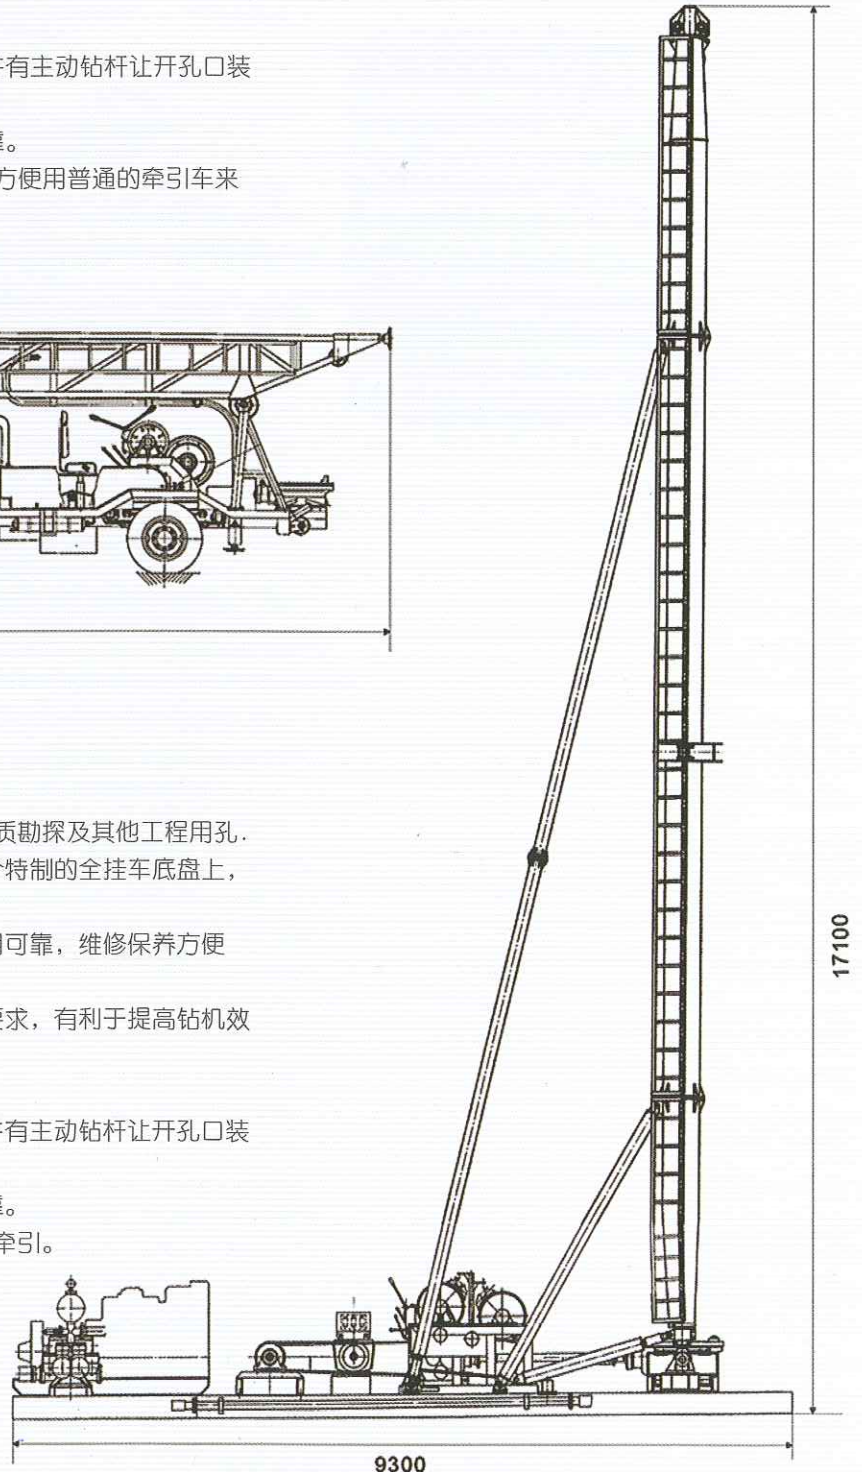 有主动钻杆让开孔口装
。
方便用普通的牵引车来
质勘探及其他工程用孔.
特制的全挂车底盘上,
可靠，维修保养方便
要求，有利于提高钻机效
有主动钻杆让开孔口装
。
牵引。
17100
9300